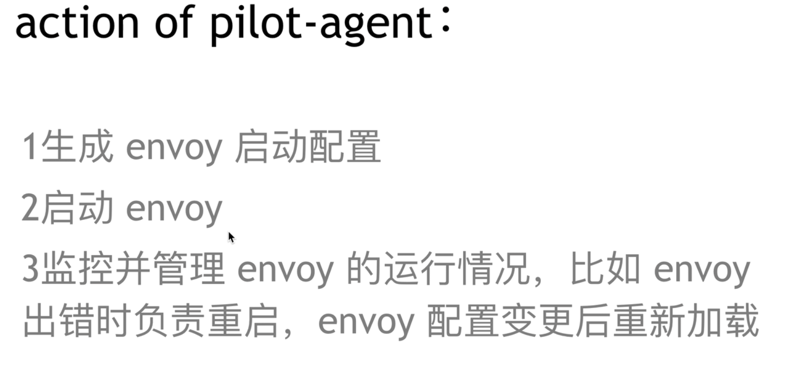 action of pilot-agent：
1生成 envoy 启动配置
2启动 envoy
3监控并管理 envoy 的运行情况，比如 envoy
出错时负责重启，envoy 配置变更后重新加载